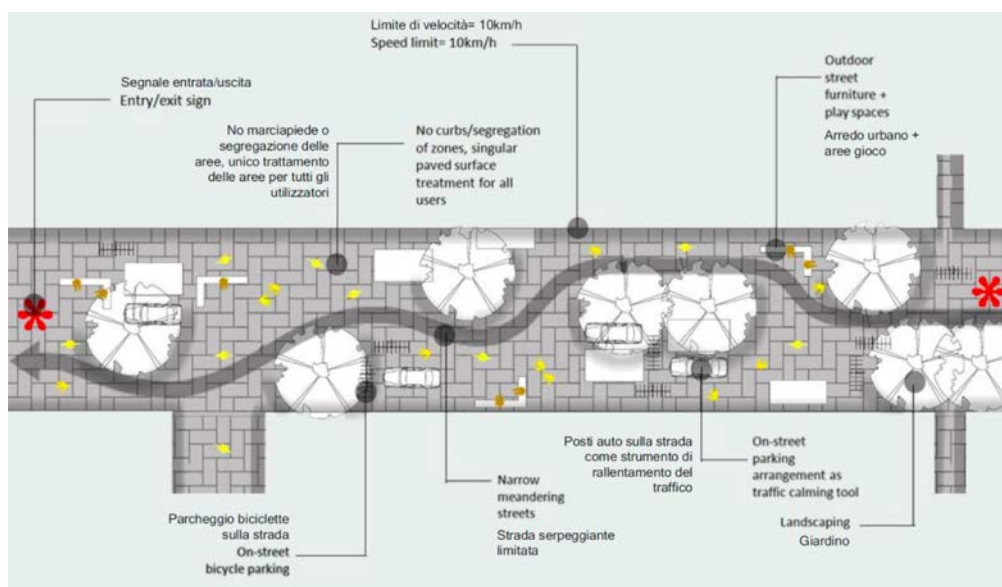 Limite di velocità= 10km/h
Speed limit= 10km/h
Segnale entrata/uscita
Entry/exit sign
No marciapiede o
segregazione delle
aree, unico trattamento
delle aree per tutti gli
utilizzatori
No curbs/segregation
of zones, singular
paved surface
treatment for all
users
Outdoor
street
furniture +
play spaces
Arredo urbano +
aree gioco
Parcheggio biciclette
sulla strada
On-street
bicycle parking
Narrow
meandering
streets
Strada serpeggiante
limitata
Posti auto sulla strada
come strumento di
rallentamento del
traffico
On-street
parking
arrangement as
traffic calming tool
Landscaping
Giardino